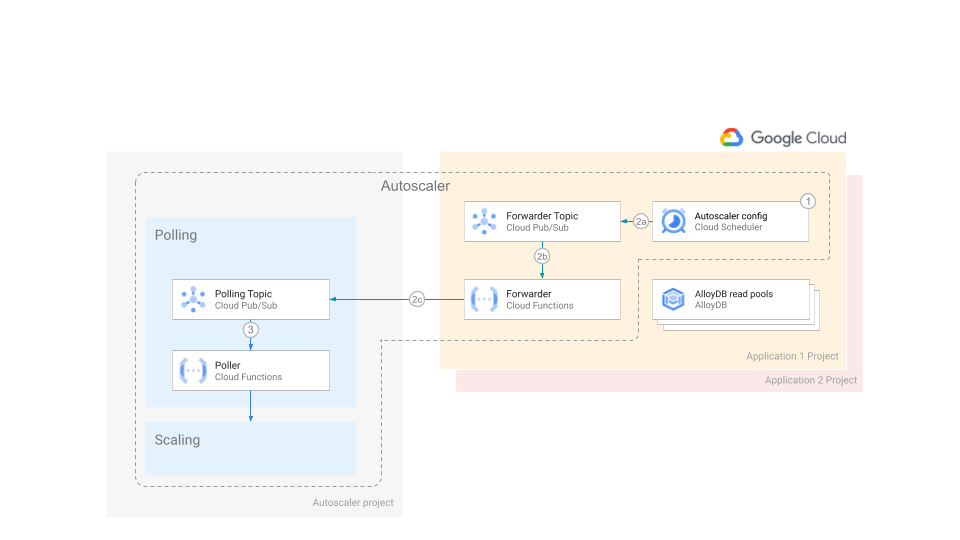 Google Cloud
Autoscaler
Forwarder Topic
Cloud Pub/Sub
2a
Autoscaler config
Cloud Scheduler
1
Polling
2b
Polling Topic
Cloud Pub/Sub
2c
Forwarder
Cloud Functions
AlloyDB read pools
AlloyDB
3
Poller
Cloud Functions
Application 1 Project
Application 2 Project
Scaling
Autoscaler project